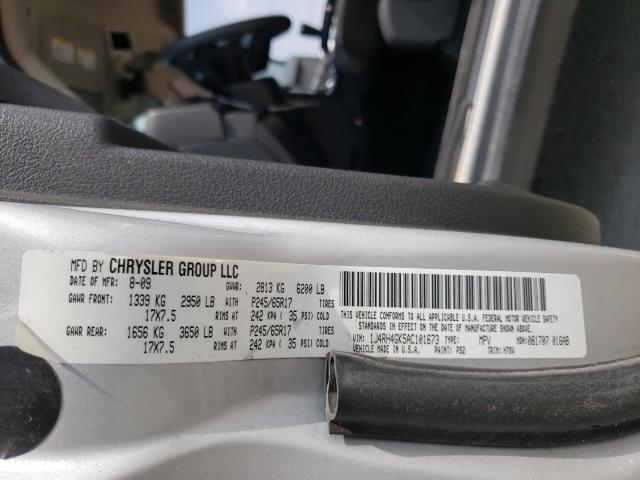 MFD BY CHRYSLER GROUP LLC
DATE OF MFR: 8-09 GVWR: 2813 KG 6200 LB
GAWR FRONT: 1339 KG 2950 LB WITH P245/65R17 TIRES
17X7.5 RIMS AT 242 KPA ( 35 PSI) COLD
GAWR REAR: 1656 KG 3650 LB WITH P245/65R17 TIRES
17X7.5 RIMS AT 242 KPA ( 35 PSI) COLD
THIS VEHICLE CONFORMS TO ALL APPLICABLE U.S.A. FEDERAL MOTOR VEHICLE SAFETY
STANDARDS IN EFFECT ON THE DATE OF MANUFACTURE SHOWN ABOVE.
VIN: 1J4RH4GK5AC101673 MPV MDH: 081707 016AB
VEHICLE MADE IN U.S.A. PAINT: PS2 TRIM: